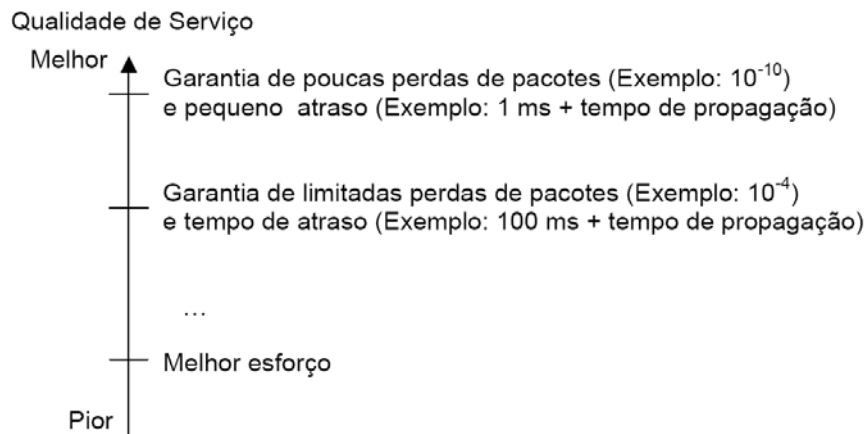 Qualidade de Serviço
Melhor
Garantia de poucas perdas de pacotes (Exemplo: 10⁻¹⁰)
e pequeno atraso (Exemplo: 1 ms + tempo de propagação)
Garantia de limitadas perdas de pacotes (Exemplo: 10⁻⁴)
e tempo de atraso (Exemplo: 100 ms + tempo de propagação)
...
Melhor esforço
Pior